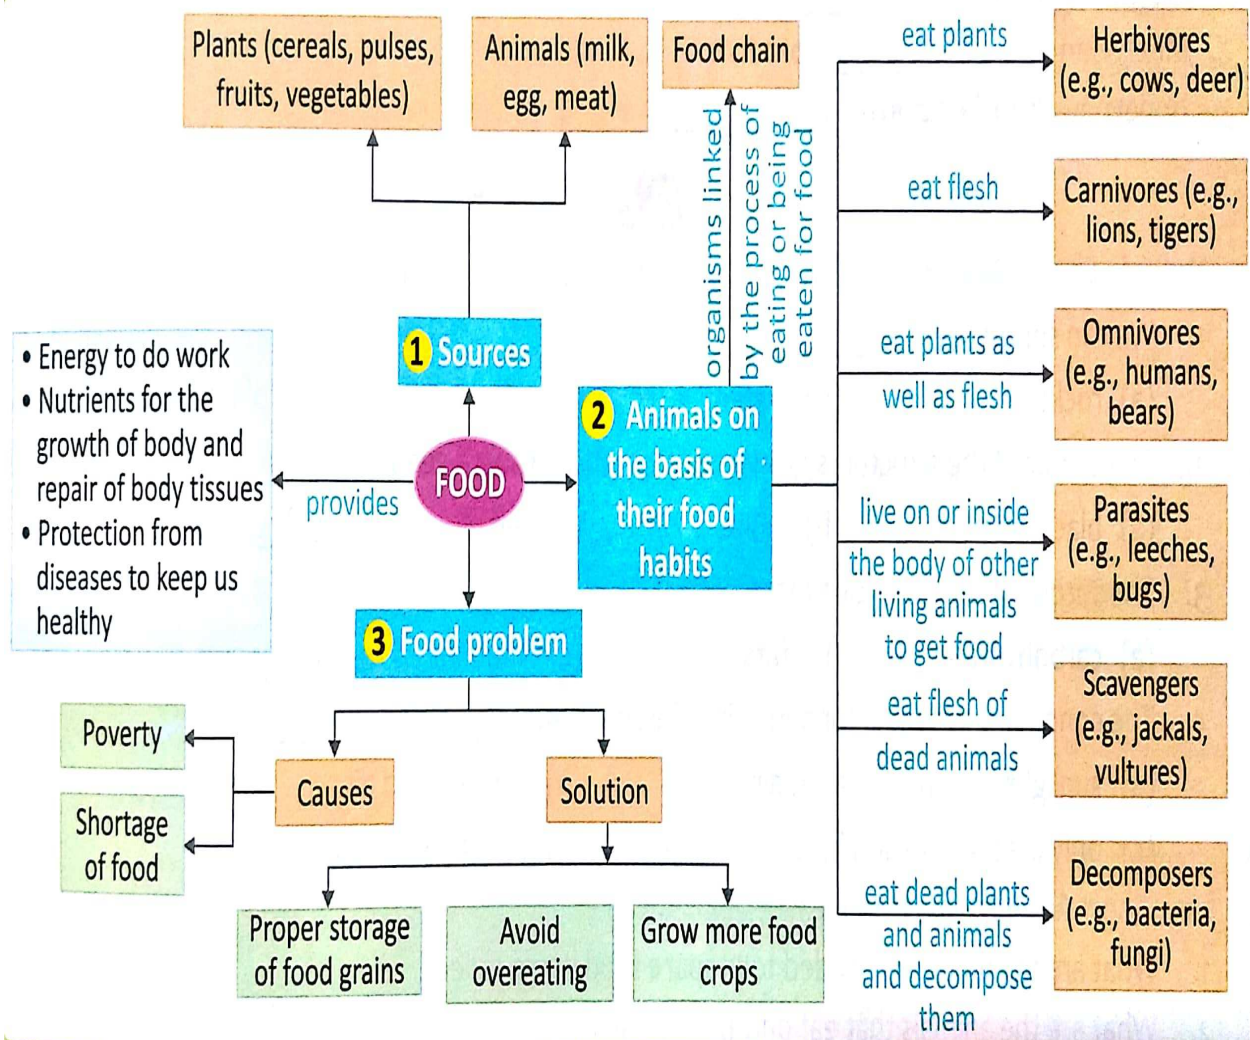 Plants (cereals, pulses,
fruits, vegetables)
Animals (milk,
egg, meat)
Food chain
organisms linked
by the process of
eating or being
eaten for food
eat plants
Herbivores
(e.g., cows, deer)
eat flesh
Carnivores (e.g.,
lions, tigers)
eat plants as
well as flesh
Omnivores
(e.g., humans,
bears)
live on or inside
the body of other
living animals
to get food
Parasites
(e.g., leeches,
bugs)
eat flesh of
dead animals
Scavengers
(e.g., jackals,
vultures)
eat dead plants
and animals
and decompose
them
Decomposers
(e.g., bacteria,
fungi)
1 Sources
2 Animals on
the basis of
their food
habits
FOOD
provides
• Energy to do work
• Nutrients for the
growth of body and
repair of body tissues
• Protection from
diseases to keep us
healthy
3 Food problem
Causes
Poverty
Shortage
of food
Solution
Proper storage
of food grains
Avoid
overeating
Grow more food
crops